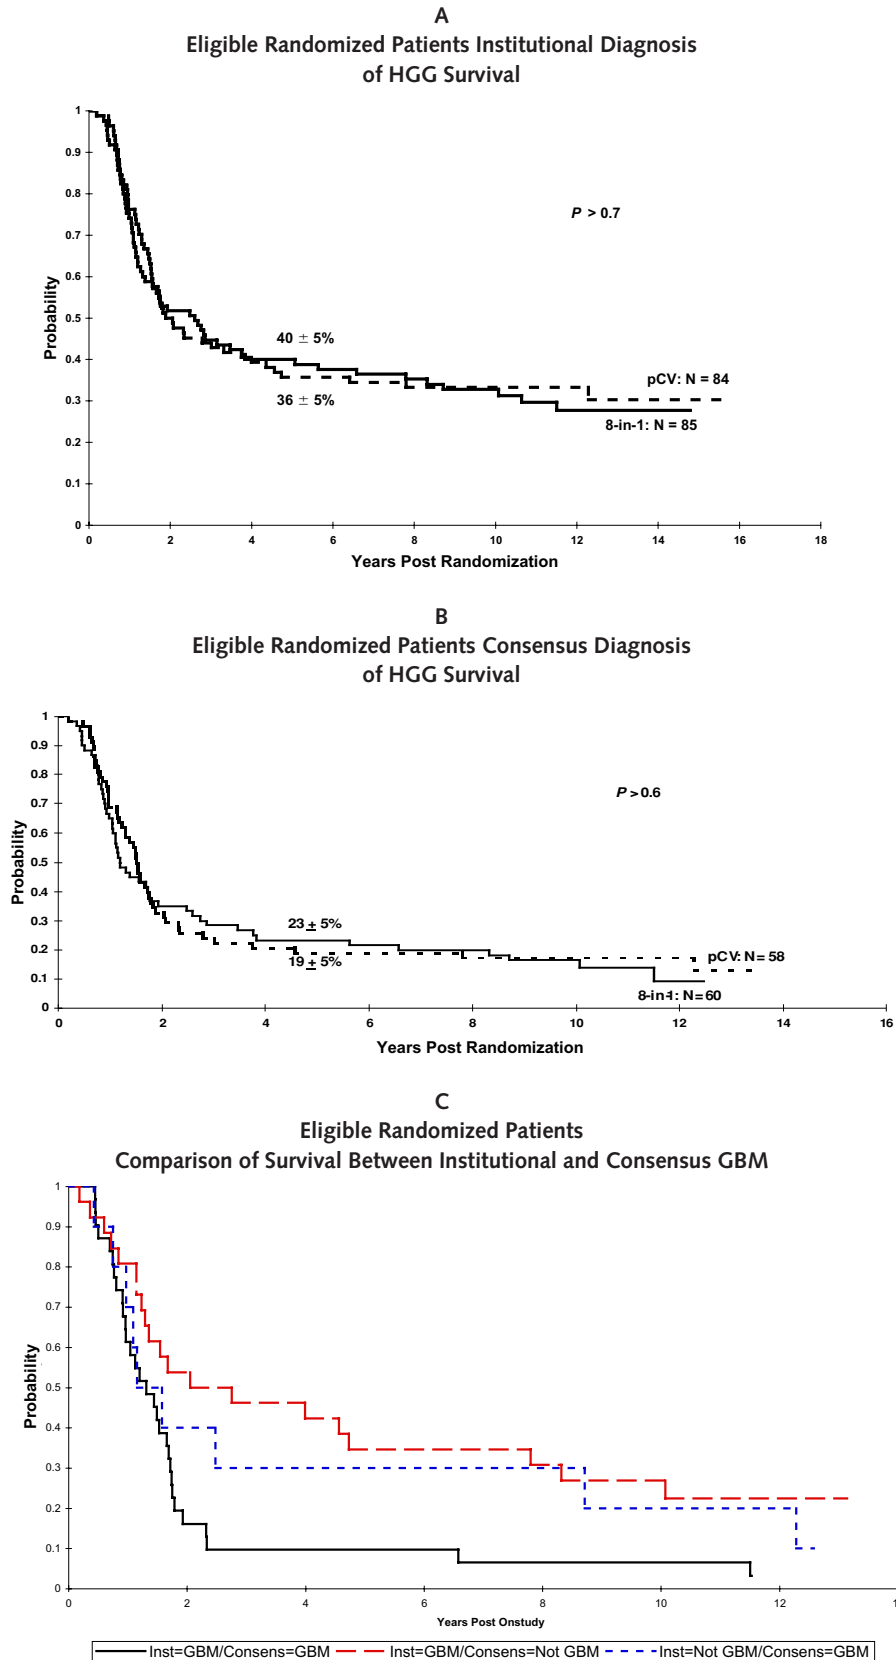 A
Eligible Randomized Patients Institutional Diagnosis
of HGG Survival
1
0.9
0.8
0.7
0.6
0.5
0.4
0.3
0.2
0.1
0
Probability
P > 0.7
40 ± 5%
36 ± 5%
pCV: N = 84
8-in-1: N = 85
0 2 4 6 8 10 12 14 16 18
Years Post Randomization
B
Eligible Randomized Patients Consensus Diagnosis
of HGG Survival
1
0.9
0.8
0.7
0.6
0.5
0.4
0.3
0.2
0.1
0
Probability
P > 0.6
23 ± 5%
19 ± 5%
pCV: N = 58
8-in-1: N = 60
0 2 4 6 8 10 12 14 16
Years Post Randomization
C
Eligible Randomized Patients
Comparison of Survival Between Institutional and Consensus GBM
1
0.9
0.8
0.7
0.6
0.5
0.4
0.3
0.2
0.1
0
Probability
0 2 4 6 8 10 12
Years Post Onstudy
Inst=GBM/Consens=GBM Inst=GBM/Consens=Not GBM Inst=Not GBM/Consens=GBM